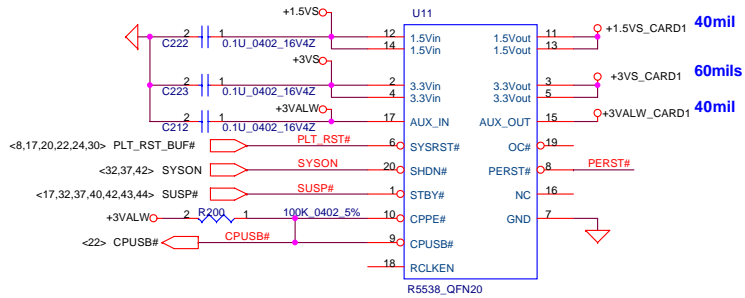 +1.5VS
U11
40mil
C222 2 1 0.1U_0402_16V4Z
12 1.5Vin 1.5Vout 11 +1.5VS_CARD1
14 1.5Vin 1.5Vout 13
+3VS
60mils
C223 2 1 0.1U_0402_16V4Z
2 3.3Vin 3.3Vout 3 +3VS_CARD1
4 3.3Vin 3.3Vout 5
+3VALW
40mil
C212 2 1 0.1U_0402_16V4Z
17 AUX_IN AUX_OUT 15 +3VALW_CARD1
<8,17,20,22,24,30> PLT_RST_BUF# PLT_RST# 6 SYSRST# OC# 19
<32,37,42> SYSON SYSON 20 SHDN# PERST# 8 PERST#
<17,32,37,40,42,43,44> SUSP# SUSP# 1 STBY# NC 16
+3VALW 2 R200 1 100K_0402_5% 10 CPPE# GND 7
<22> CPUSB# CPUSB# 9 CPUSB#
18 RCLKEN
R5538_QFN20